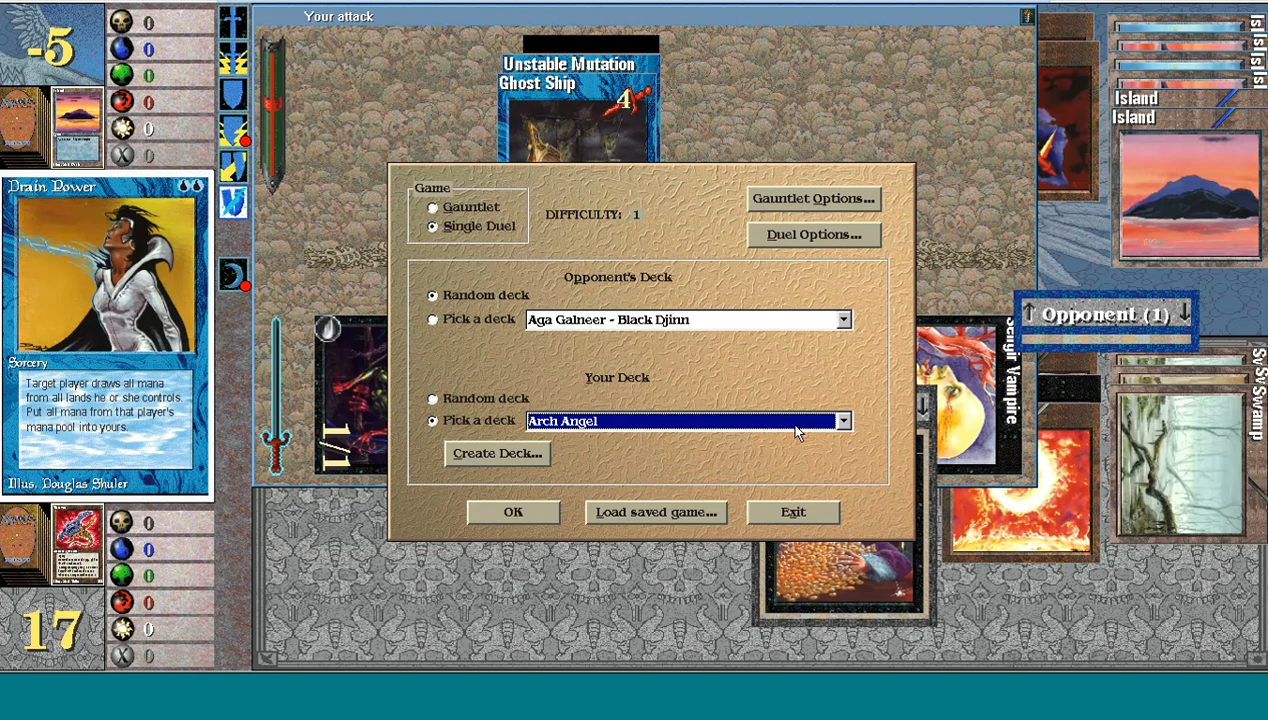 Your attack
-5
0
0
0
0
0
0
Drain Power
Sorcery
Target player draws all mana
from all lands he or she controls.
Put all mana from that player's
mana pool into yours.
Illus. Douglas Shuler
0
0
0
0
0
0
17
Unstable Mutation
Ghost Ship
4
Game
Gauntlet
Single Duel
DIFFICULTY: 1
Gauntlet Options...
Duel Options...
Opponent's Deck
Random deck
Pick a deck
Aga Galneer - Black Djinn
Your Deck
Random deck
Pick a deck
Arch Angel
Create Deck...
OK
Load saved game...
Exit
1/1
Sengir Vampire
Island
Island
Opponent (1)
Swamp